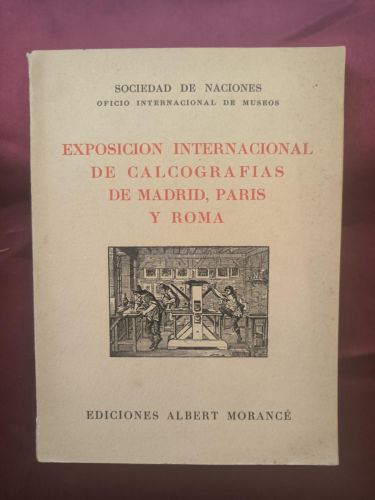 SOCIEDAD DE NACIONES
OFICIO INTERNACIONAL DE MUSEOS
EXPOSICION INTERNACIONAL
DE CALCOGRAFIAS
DE MADRID, PARIS
Y ROMA
EDICIONES ALBERT MORANCÉ